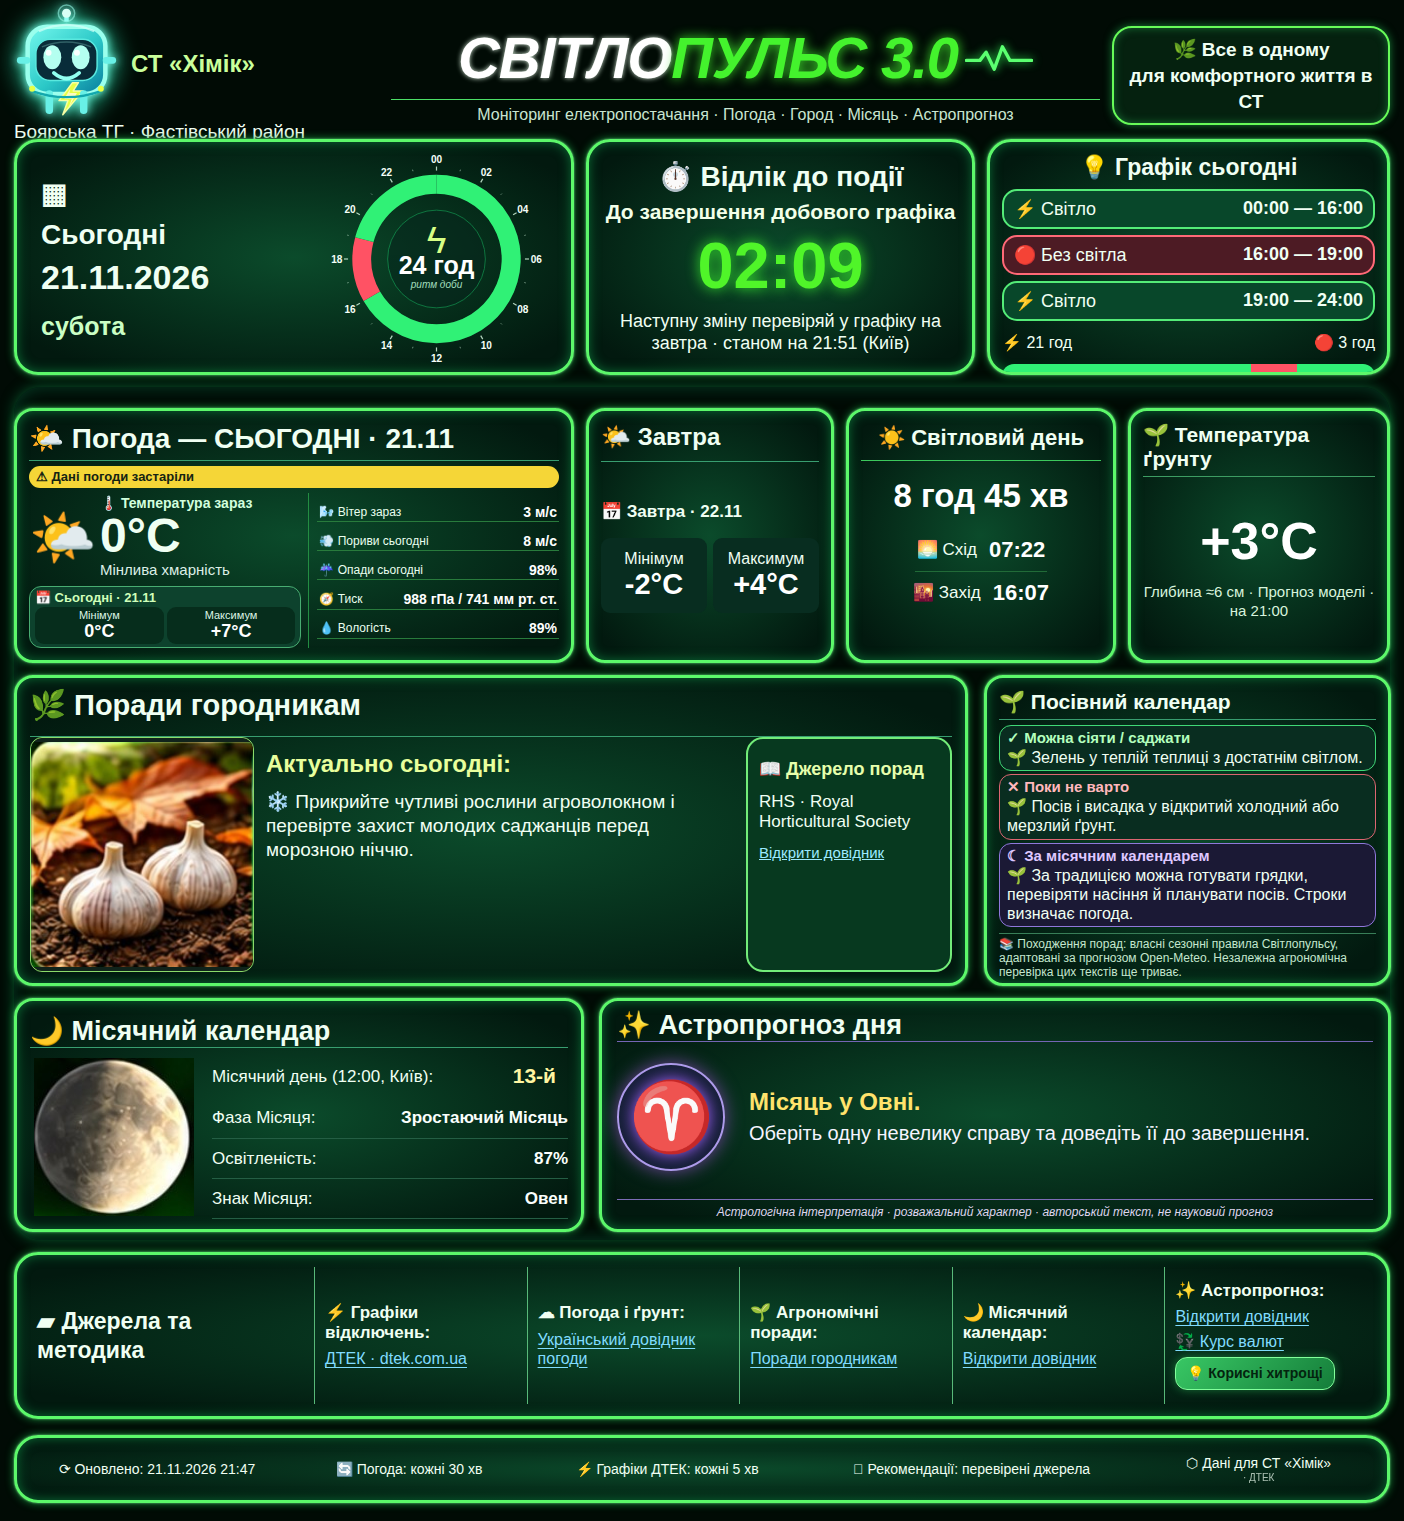 СТ «Хімік»
Боярська ТГ · Фастівський район
СВІТЛОПУЛЬС 3.0
Моніторинг електропостачання · Погода · Город · Місяць · Астропрогноз
🌿 Все в одному
для комфортного життя в
СТ
Сьогодні
21.11.2026
субота
00
02
04
06
08
10
12
14
16
18
20
22
24 год
ритм доби
⏱️ Відлік до події
До завершення добового графіка
02:09
Наступну зміну перевіряй у графіку на
завтра · станом на 21:51 (Київ)
💡 Графік сьогодні
⚡ Світло 00:00 — 16:00
🔴 Без світла 16:00 — 19:00
⚡ Світло 19:00 — 24:00
⚡ 21 год 🔴 3 год
🌤️ Погода — СЬОГОДНІ · 21.11
⚠ Дані погоди застаріли
🌡️ Температура зараз
0°C
Мінлива хмарність
📅 Сьогодні · 21.11
Мінімум
0°C
Максимум
+7°C
🌬️ Вітер зараз 3 м/с
💨 Пориви сьогодні 8 м/с
☔ Опади сьогодні 98%
🧭 Тиск 988 гПа / 741 мм рт. ст.
💧 Вологість 89%
🌤️ Завтра
📅 Завтра · 22.11
Мінімум
-2°C
Максимум
+4°C
☀️ Світловий день
8 год 45 хв
🌅 Схід 07:22
🌇 Захід 16:07
🌱 Температура
ґрунту
+3°C
Глибина ≈6 см · Прогноз моделі ·
на 21:00
🌿 Поради городникам
Актуально сьогодні:
❄️ Прикрийте чутливі рослини агроволокном і
перевірте захист молодих саджанців перед
морозною ніччю.
📖 Джерело порад
RHS · Royal
Horticultural Society
Відкрити довідник
🌱 Посівний календар
✓ Можна сіяти / саджати
🌱 Зелень у теплій теплиці з достатнім світлом.
✕ Поки не варто
🌱 Посів і висадка у відкритий холодний або
мерзлий ґрунт.
☾ За місячним календарем
🌱 За традицією можна готувати грядки,
перевіряти насіння й планувати посів. Строки
визначає погода.
📚 Походження порад: власні сезонні правила Світлопульсу,
адаптовані за прогнозом Open-Meteo. Незалежна агрономічна
перевірка цих текстів ще триває.
🌙 Місячний календар
Місячний день (12:00, Київ): 13-й
Фаза Місяця: Зростаючий Місяць
Освітленість: 87%
Знак Місяця: Овен
✨ Астропрогноз дня
♈
Місяць у Овні.
Оберіть одну невелику справу та доведіть її до завершення.
Астрологічна інтерпретація · розважальний характер · авторський текст, не науковий прогноз
▰ Джерела та
методика
⚡ Графіки
відключень:
ДТЕК · dtek.com.ua
☁ Погода і ґрунт:
Український довідник
погоди
🌱 Агрономічні
поради:
Поради городникам
🌙 Місячний
календар:
Відкрити довідник
✨ Астропрогноз:
Відкрити довідник
💱 Курс валют
💡 Корисні хитрощі
⟳ Оновлено: 21.11.2026 21:47
🔄 Погода: кожні 30 хв
⚡ Графіки ДТЕК: кожні 5 хв
Рекомендації: перевірені джерела
⬡ Дані для СТ «Хімік»
· ДТЕК